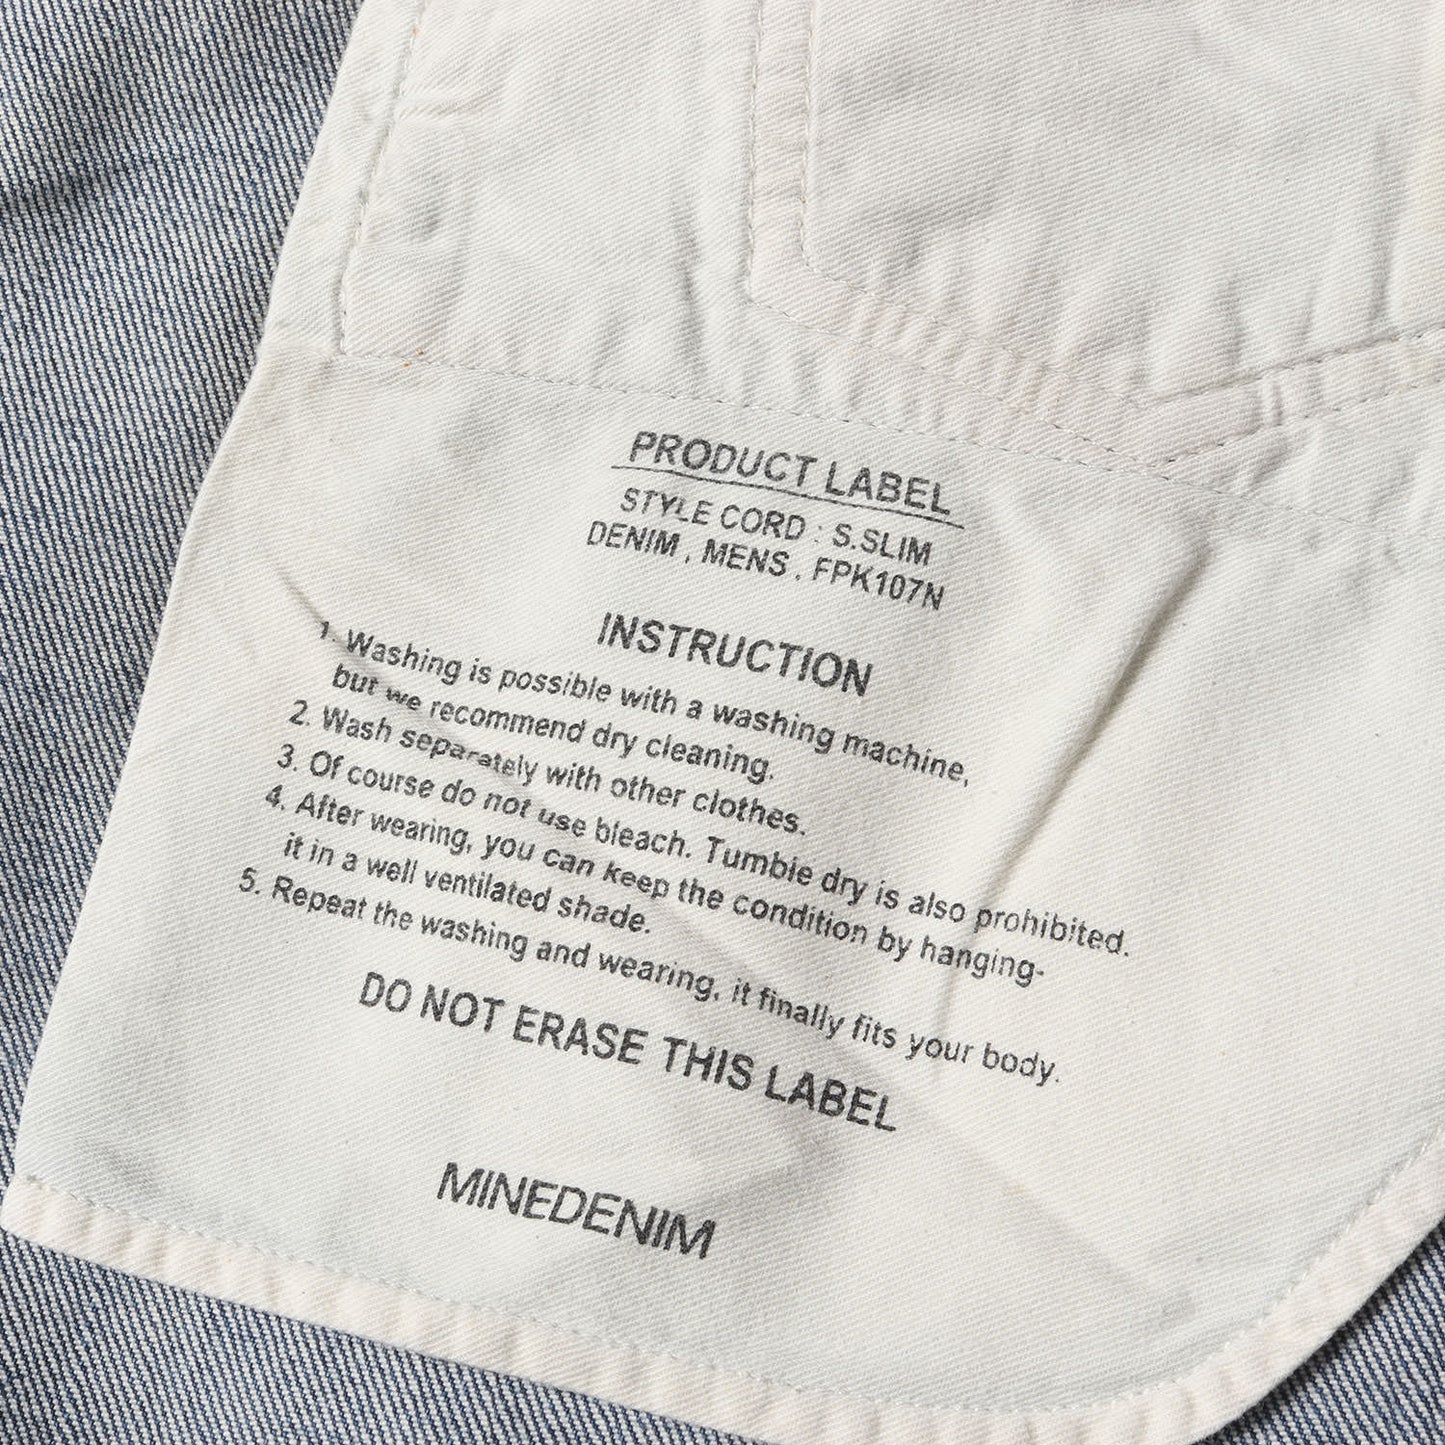 PRODUCT LABEL
STYLE CORD : S.SLIM
DENIM , MENS , FPK107N
INSTRUCTION
1. Washing is possible with a washing machine,
but we recommend dry cleaning.
2. Wash separately with other clothes.
3. Of course do not use bleach. Tumble dry is also prohibited.
4. After wearing, you can keep the condition by hanging-
it in a well ventilated shade.
5. Repeat the washing and wearing, it finally fits your body.
DO NOT ERASE THIS LABEL
MINEDENIM